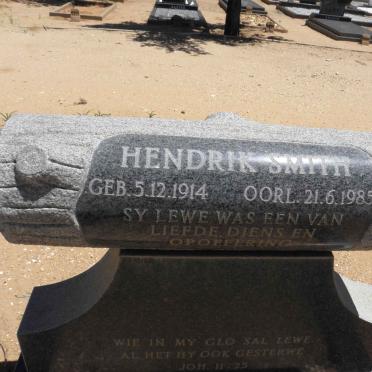 HENDRIK SMITH
GEB. 5.12.1914 OORL. 21.6.1985
SY LEWE WAS EEN VAN
LIEFDE, DIENS EN
OPOFFERING
WIE IN MY GLO SAL LEWE
AL HET HY OOK GESTERWE
JOH. 11:25